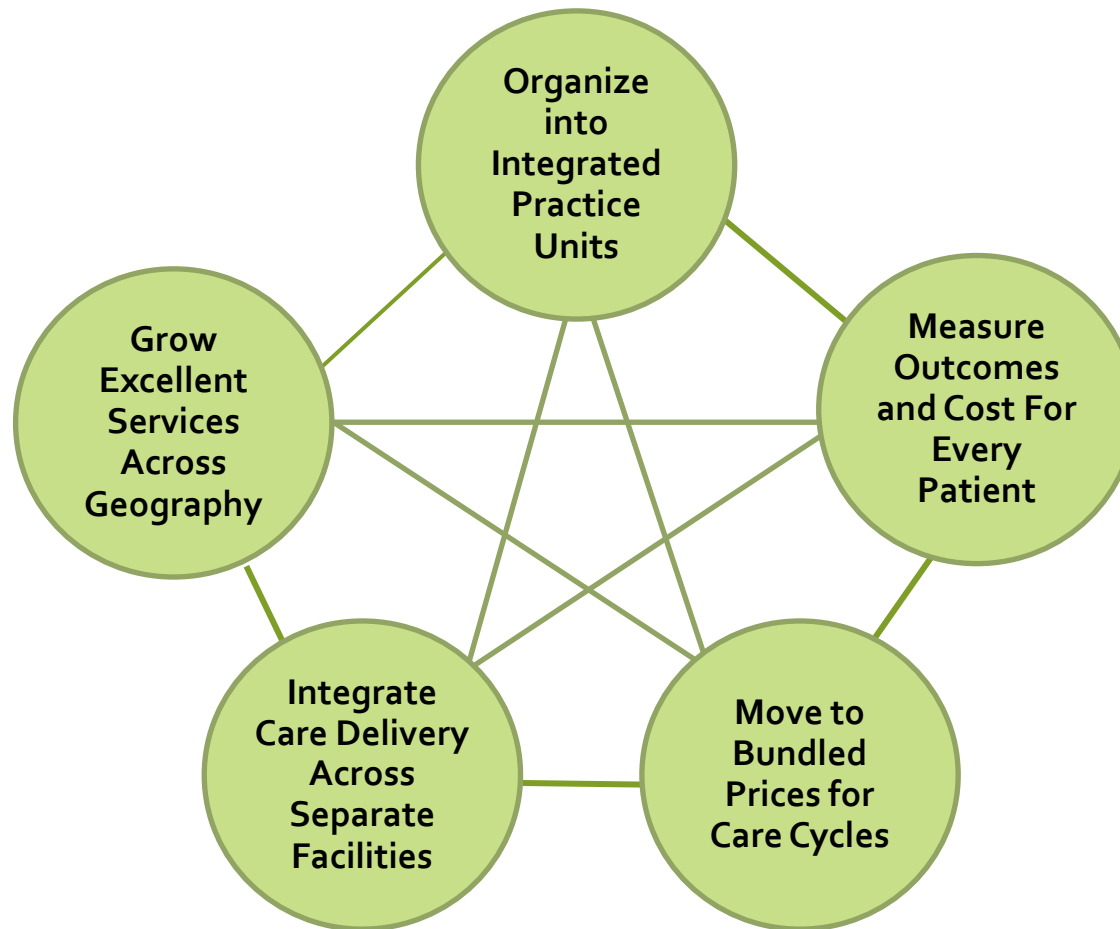 Organize
into
Integrated
Practice
Units
Measure
Outcomes
and Cost For
Every
Patient
Move to
Bundled
Prices for
Care Cycles
Integrate
Care Delivery
Across
Separate
Facilities
Grow
Excellent
Services
Across
Geography